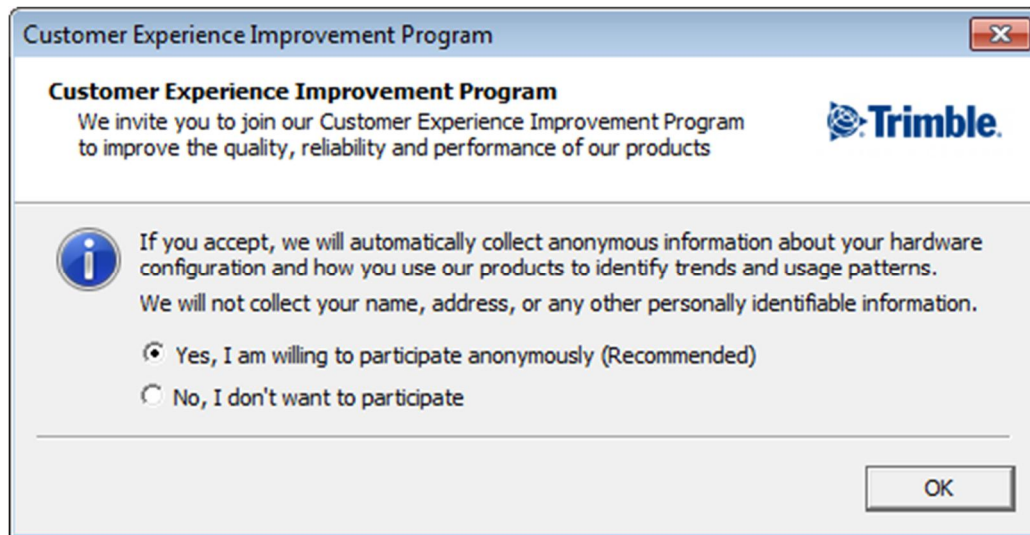 Customer Experience Improvement Program
Customer Experience Improvement Program
We invite you to join our Customer Experience Improvement Program
to improve the quality, reliability and performance of our products
Trimble.
If you accept, we will automatically collect anonymous information about your hardware
configuration and how you use our products to identify trends and usage patterns.
We will not collect your name, address, or any other personally identifiable information.
Yes, I am willing to participate anonymously (Recommended)
No, I don't want to participate
OK